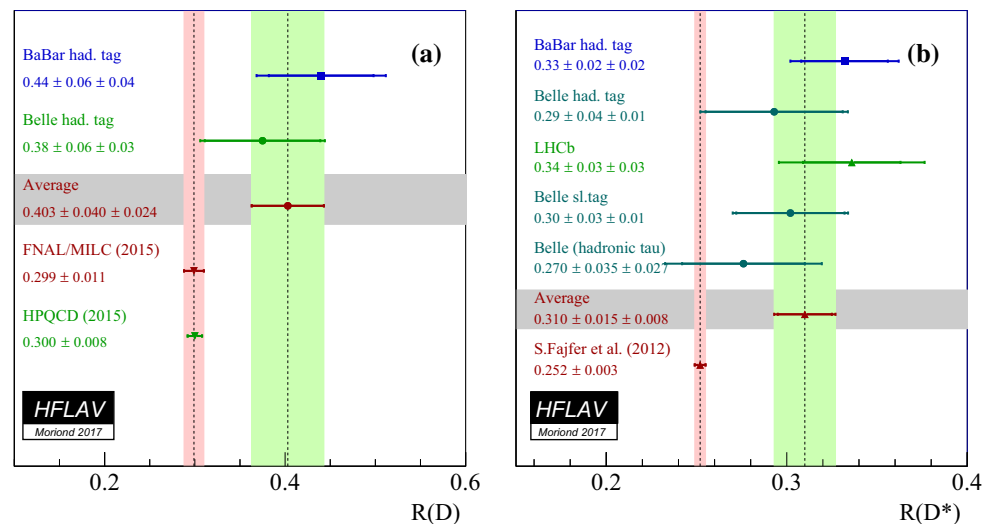 (a)
BaBar had. tag
0.44 ± 0.06 ± 0.04
Belle had. tag
0.38 ± 0.06 ± 0.03
Average
0.403 ± 0.040 ± 0.024
FNAL/MILC (2015)
0.299 ± 0.011
HPQCD (2015)
0.300 ± 0.008
HFLAV
Moriond 2017
0.2 0.4 0.6
R(D)
(b)
BaBar had. tag
0.33 ± 0.02 ± 0.02
Belle had. tag
0.29 ± 0.04 ± 0.01
LHCb
0.34 ± 0.03 ± 0.03
Belle sl.tag
0.30 ± 0.03 ± 0.01
Belle (hadronic tau)
0.270 ± 0.035 ± 0.027
Average
0.310 ± 0.015 ± 0.008
S.Fajfer et al. (2012)
0.252 ± 0.003
HFLAV
Moriond 2017
0.2 0.3 0.4
R(D*)